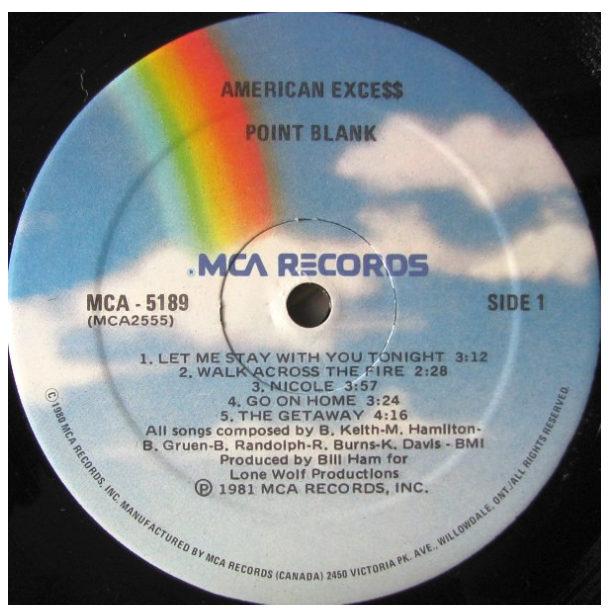 AMERICAN EXCE$$
POINT BLANK
MCA RECORDS
MCA - 5189
(MCA2555)
SIDE 1
1. LET ME STAY WITH YOU TONIGHT 3:12
2. WALK ACROSS THE FIRE 2:28
3. NICOLE 3:57
4. GO ON HOME 3:24
5. THE GETAWAY 4:16
All songs composed by B. Keith-M. Hamilton-
B. Gruen-B. Randolph-R. Burns-K. Davis - BMI
Produced by Bill Ham for
Lone Wolf Productions
Ⓟ 1981 MCA RECORDS, INC.
© 1980 MCA RECORDS, INC. MANUFACTURED BY MCA RECORDS (CANADA) 2450 VICTORIA PK. AVE., WILLOWDALE, ONT./ALL RIGHTS RESERVED.